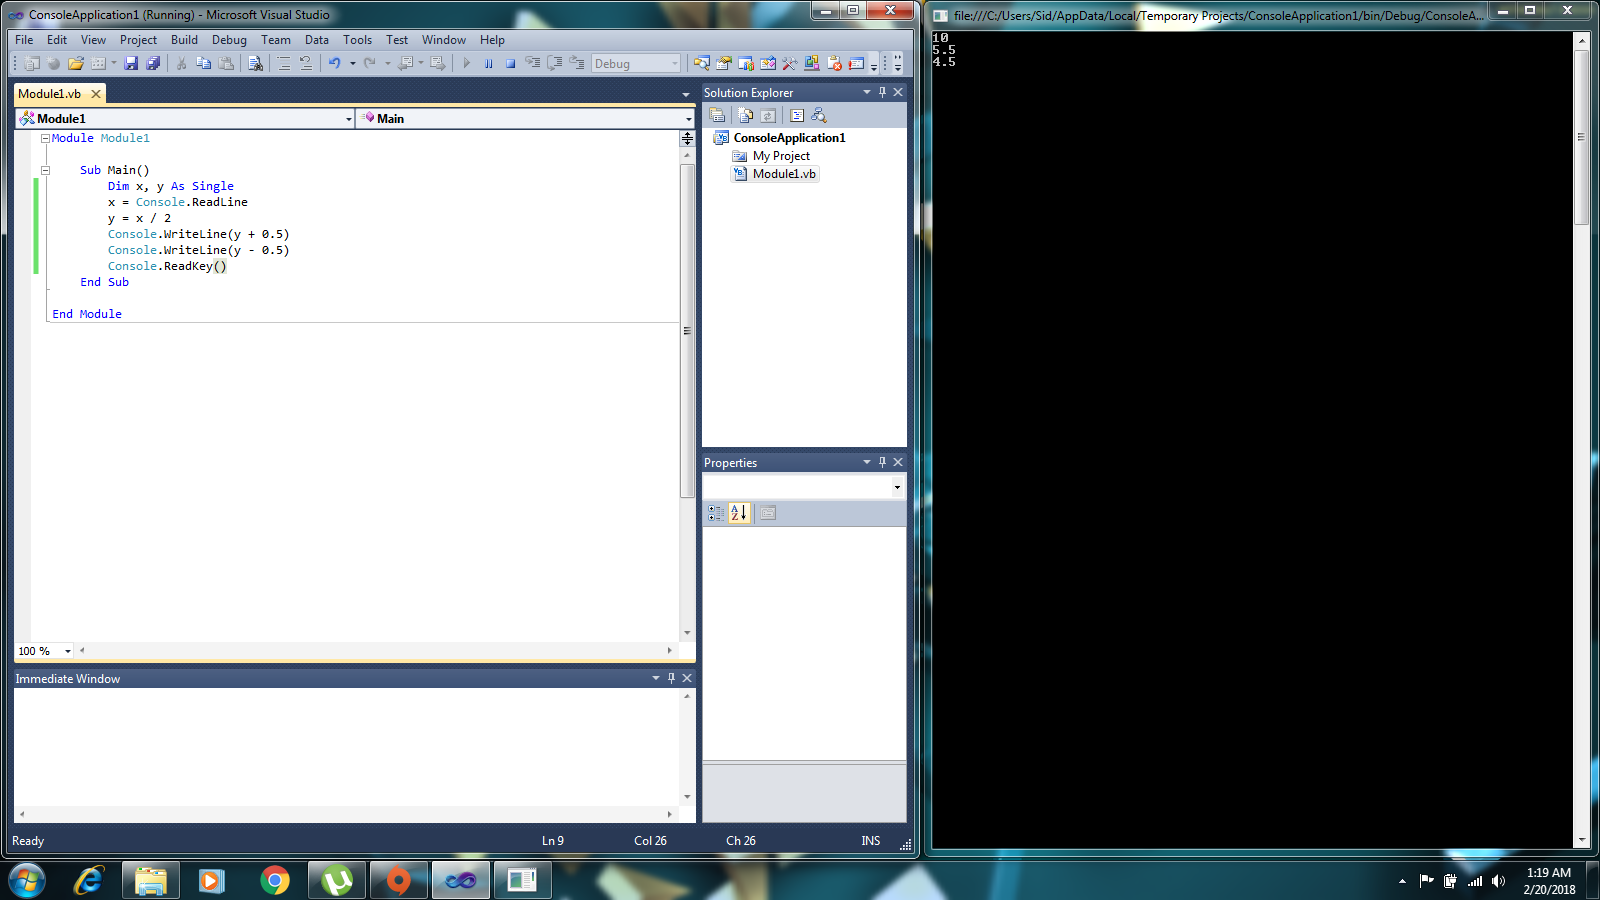 ConsoleApplication1 (Running) - Microsoft Visual Studio
File Edit View Project Build Debug Team Data Tools Test Window Help
Debug
Module1.vb
Module1
Main
Module Module1
Sub Main()
Dim x, y As Single
x = Console.ReadLine
y = x / 2
Console.WriteLine(y + 0.5)
Console.WriteLine(y - 0.5)
Console.ReadKey()
End Sub
End Module
100 %
Solution Explorer
ConsoleApplication1
My Project
Module1.vb
Properties
Immediate Window
Ready Ln 9 Col 26 Ch 26 INS
file:///C:/Users/Sid/AppData/Local/Temporary Projects/ConsoleApplication1/bin/Debug/ConsoleA...
10
5.5
4.5
1:19 AM
2/20/2018